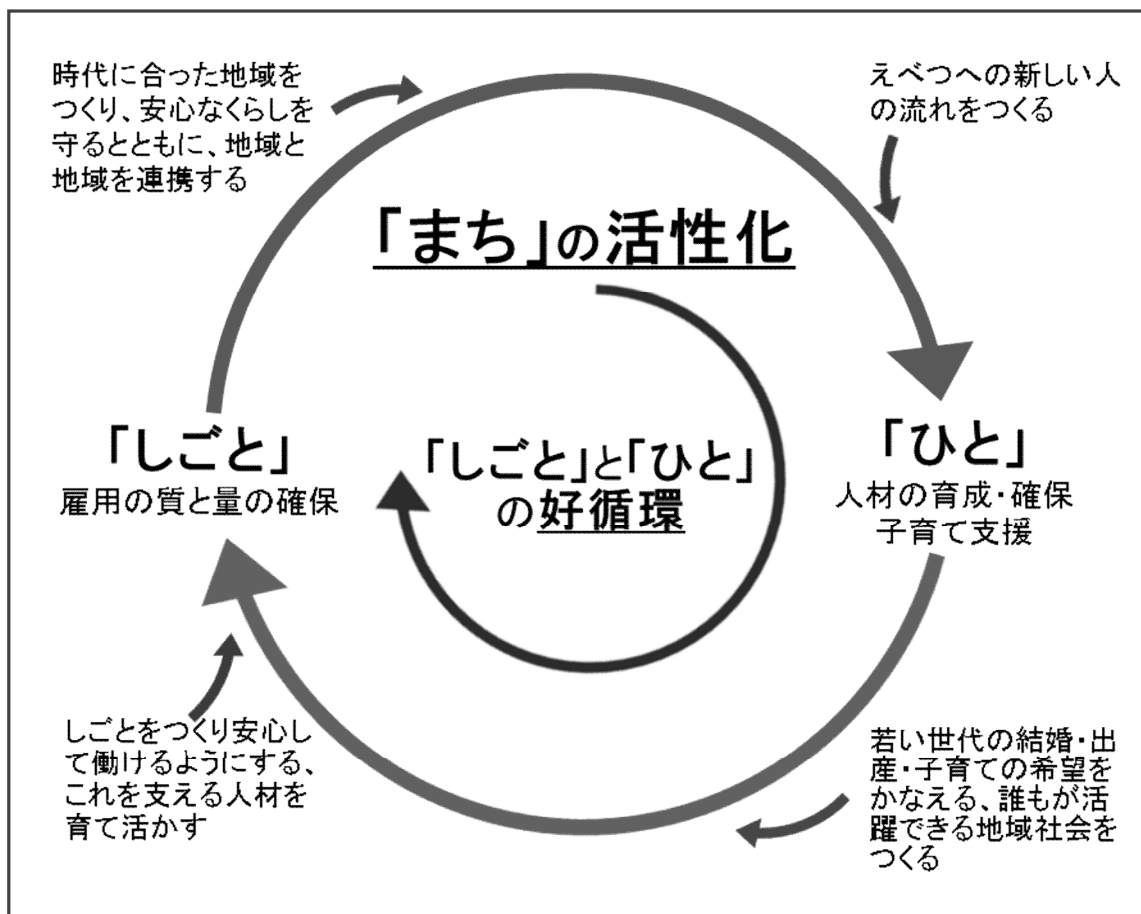 時代に合った地域を
つくり、安心なくらしを
守るとともに、地域と
地域を連携する
えべつへの新しい人
の流れをつくる
「まち」の活性化
「しごと」
雇用の質と量の確保
「しごと」と「ひと」
の好循環
「ひと」
人材の育成・確保
子育て支援
しごとをつくり安心し
て働けるようにする、
これを支える人材を
育て活かす
若い世代の結婚・出
産・子育ての希望を
かなえる、誰もが活
躍できる地域社会を
つくる